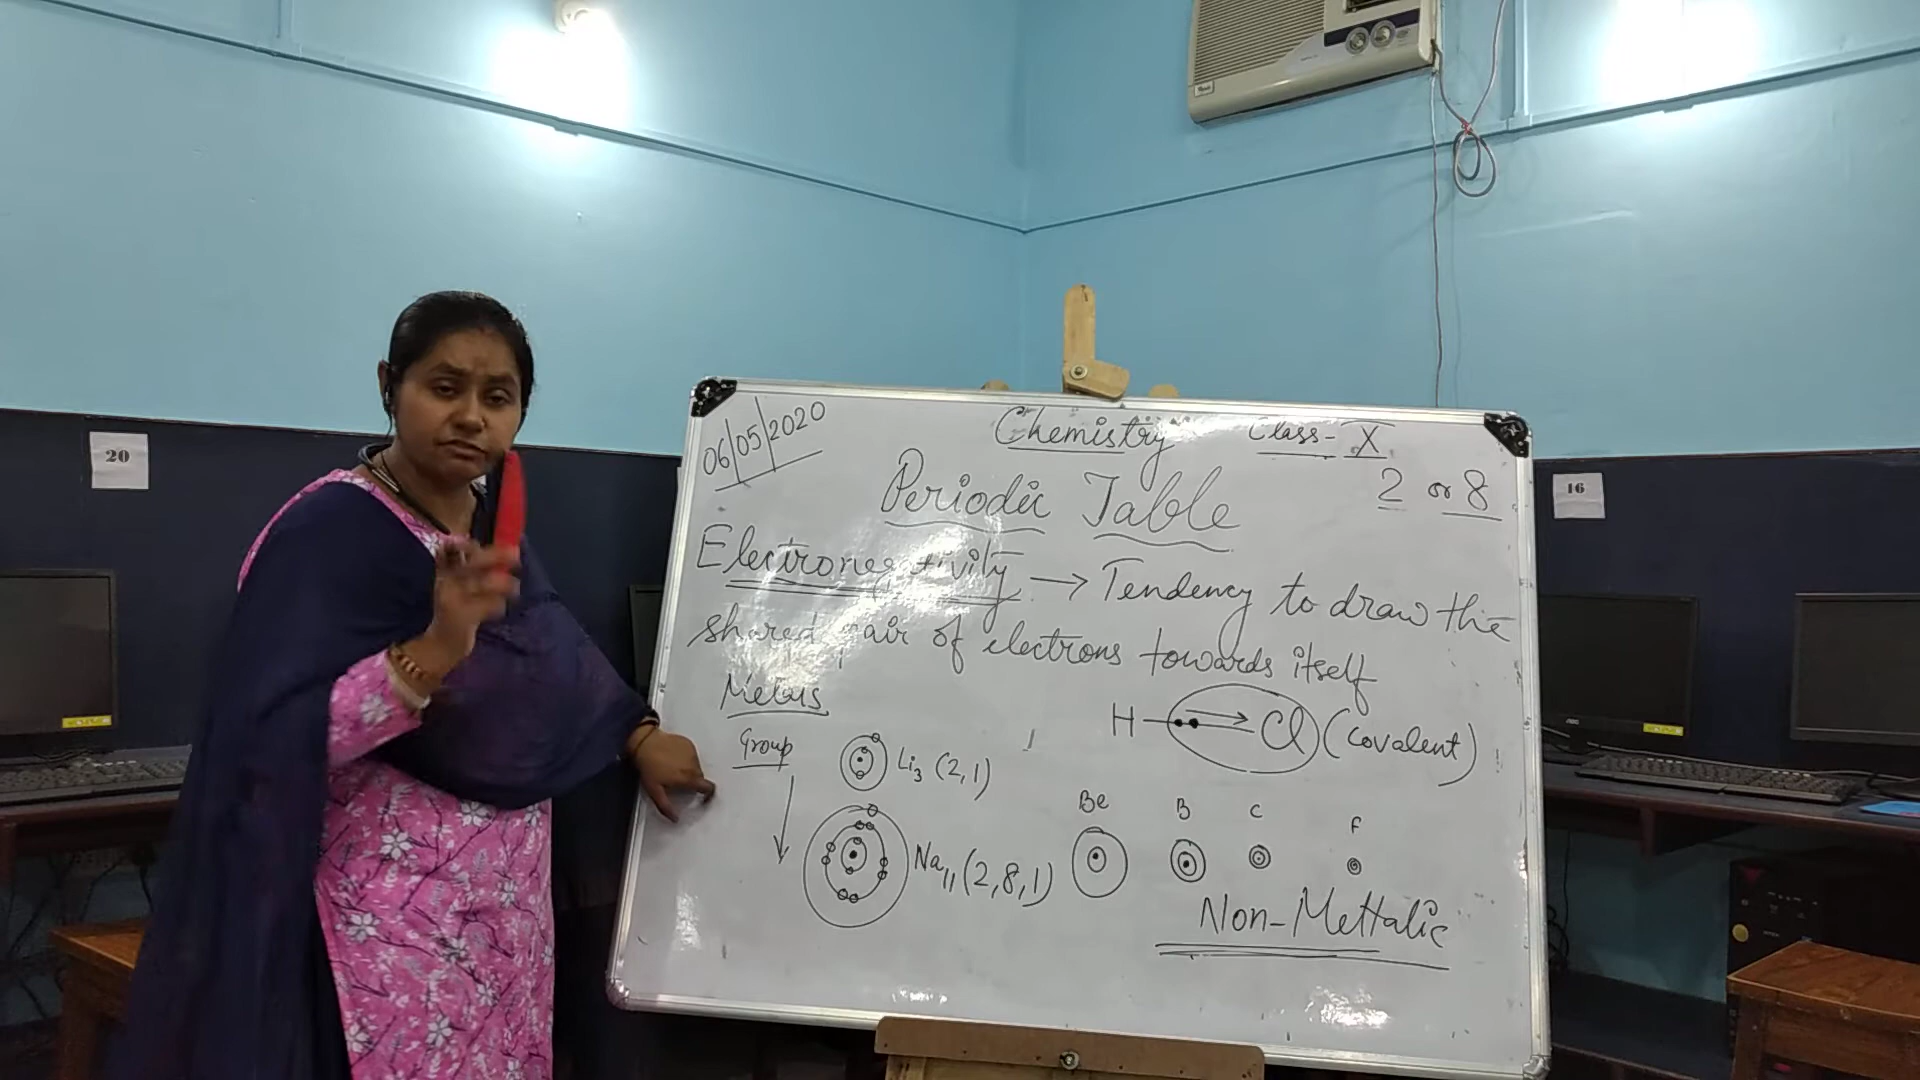 20
16
06/05/2020
Chemistry Class- X
Periodic Table 2 or 8
Electronegativity → Tendency to draw the
shared pair of electrons towards itself
Metals
H Cl (covalent)
Group
Li3 (2,1)
Be B C F
Na11 (2,8,1)
Non-Mettalic